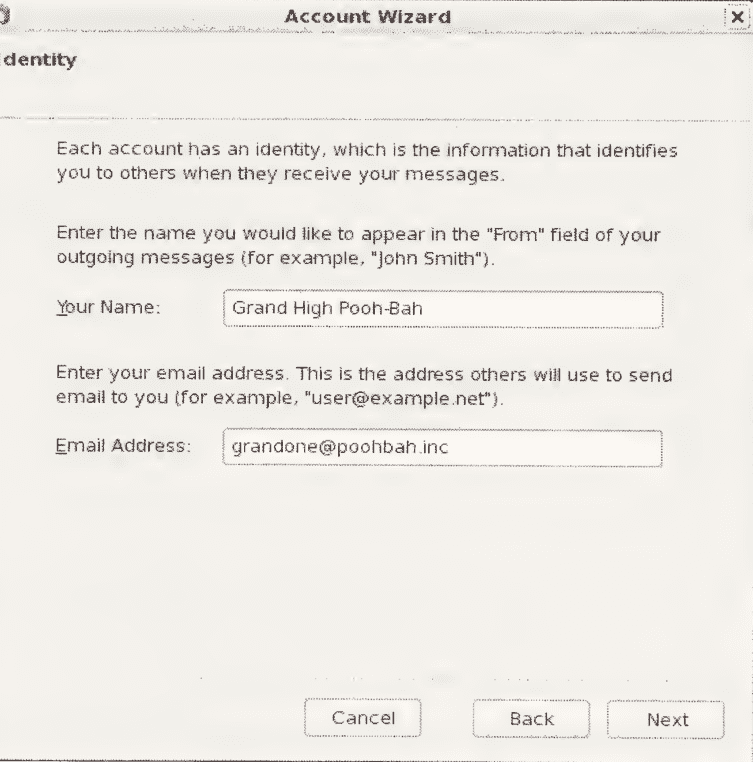 Account Wizard
dentity
Each account has an identity, which is the information that identifies
you to others when they receive your messages.
Enter the name you would like to appear in the "From" field of your
outgoing messages (for example, "John Smith").
Your Name: Grand High Pooh-Bah
Enter your email address. This is the address others will use to send
email to you (for example, "user@example.net").
Email Address: grandone@poohbah.inc
Cancel Back Next